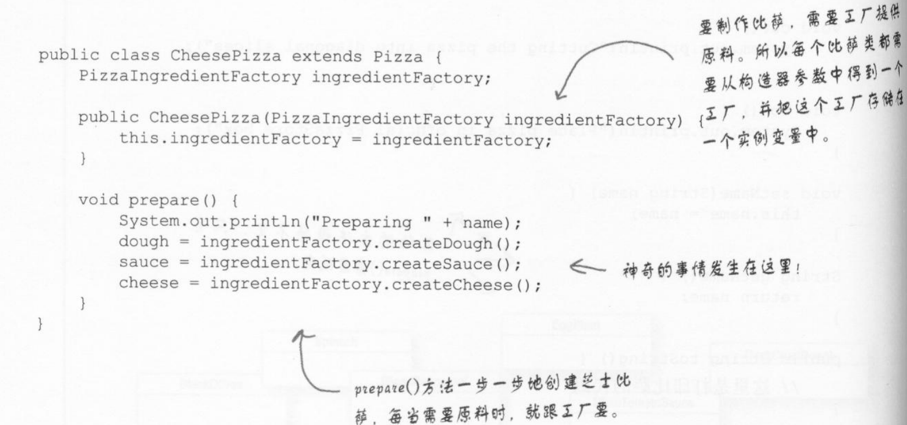 要制作比萨，需要工厂提供
原料。所以每个比萨类都需
要从构造器参数中得到一个
工厂，并把这个工厂存储在
一个实例变量中。
public class CheesePizza extends Pizza {
PizzaIngredientFactory ingredientFactory;
public CheesePizza(PizzaIngredientFactory ingredientFactory) {
this.ingredientFactory = ingredientFactory;
}
void prepare() {
System.out.println("Preparing " + name);
dough = ingredientFactory.createDough();
sauce = ingredientFactory.createSauce();
cheese = ingredientFactory.createCheese();
}
}
神奇的事情发生在这里！
prepare()方法一步一步地创建芝士比
萨，每当需要原料时，就跟工厂要。